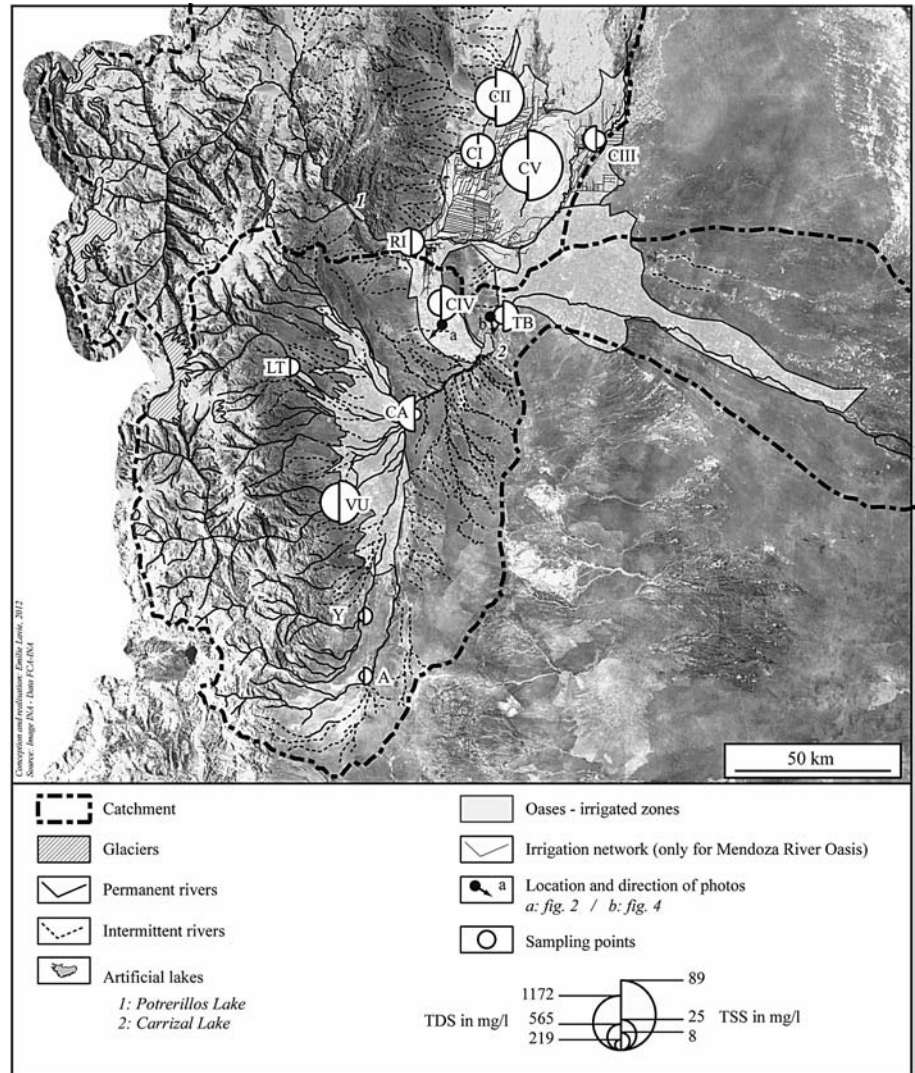 CII
CI
CV
CIII
1
RI
CIV
a
b
TB
2
LT
CA
VU
Y
A
Conception and realisation: Emilie Lavie, 2012
Source: Image INA - Data FCA-INA
50 km
Catchment
Glaciers
Permanent rivers
Intermittent rivers
Artificial lakes
1: Potrerillos Lake
2: Carrizal Lake
Oases - irrigated zones
Irrigation network (only for Mendoza River Oasis)
a
Location and direction of photos
a: fig. 2 / b: fig. 4
Sampling points
89
1172
TDS in mg/l
565
25
TSS in mg/l
219
8